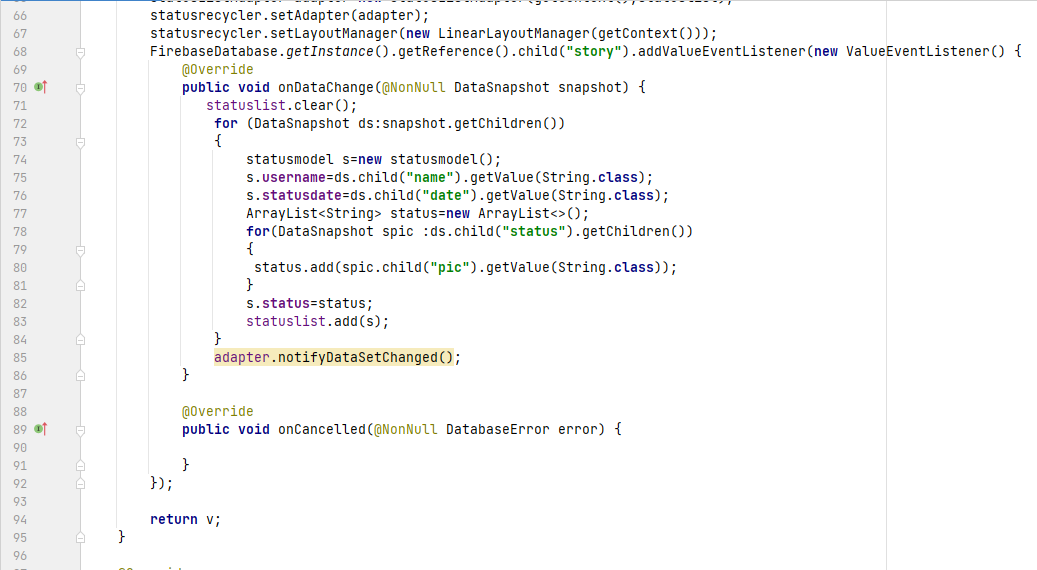 66 statusrecycler.setAdapter(adapter);
67 statusrecycler.setLayoutManager(new LinearLayoutManager(getContext()));
68 FirebaseDatabase.getInstance().getReference().child("story").addValueEventListener(new ValueEventListener() {
69 @Override
70 public void onDataChange(@NonNull DataSnapshot snapshot) {
71 statuslist.clear();
72 for (DataSnapshot ds:snapshot.getChildren())
73 {
74 statusmodel s=new statusmodel();
75 s.username=ds.child("name").getValue(String.class);
76 s.statusdate=ds.child("date").getValue(String.class);
77 ArrayList<String> status=new ArrayList<>();
78 for(DataSnapshot spic :ds.child("status").getChildren())
79 {
80 status.add(spic.child("pic").getValue(String.class));
81 }
82 s.status=status;
83 statuslist.add(s);
84 }
85 adapter.notifyDataSetChanged();
86 }
87
88 @Override
89 public void onCancelled(@NonNull DatabaseError error) {
90
91 }
92 });
93
94 return v;
95 }
96